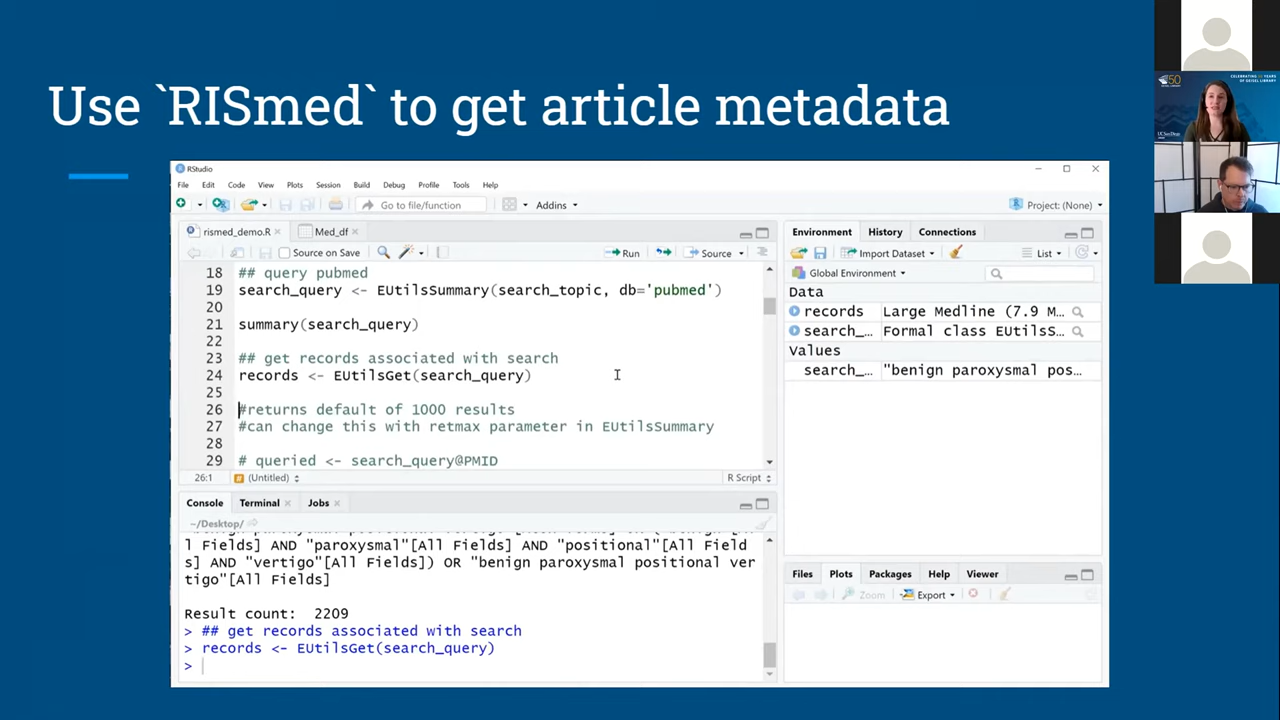 Use `RISmed` to get article metadata
RStudio
File Edit Code View Plots Session Build Debug Profile Tools Help
Go to file/function Addins Project: (None)
rismed_demo.R Med_df
Source on Save Run Source
18 ## query pubmed
19 search_query <- EUtilsSummary(search_topic, db='pubmed')
20
21 summary(search_query)
22
23 ## get records associated with search
24 records <- EUtilsGet(search_query)
25
26 #returns default of 1000 results
27 #can change this with retmax parameter in EUtilsSummary
28
29 # queried <- search_query@PMID
26:1 (Untitled) R Script
Console Terminal Jobs
~/Desktop/
l Fields] AND "paroxysmal"[All Fields] AND "positional"[All Field
s] AND "vertigo"[All Fields]) OR "benign paroxysmal positional ver
tigo"[All Fields]
Result count: 2209
> ## get records associated with search
> records <- EUtilsGet(search_query)
>
Environment History Connections
Import Dataset List
Global Environment
Data
records Large Medline (7.9 M…
search_… Formal class EUtilsS…
Values
search_… "benign paroxysmal pos…
Files Plots Packages Help Viewer
Zoom Export
50
UC San Diego